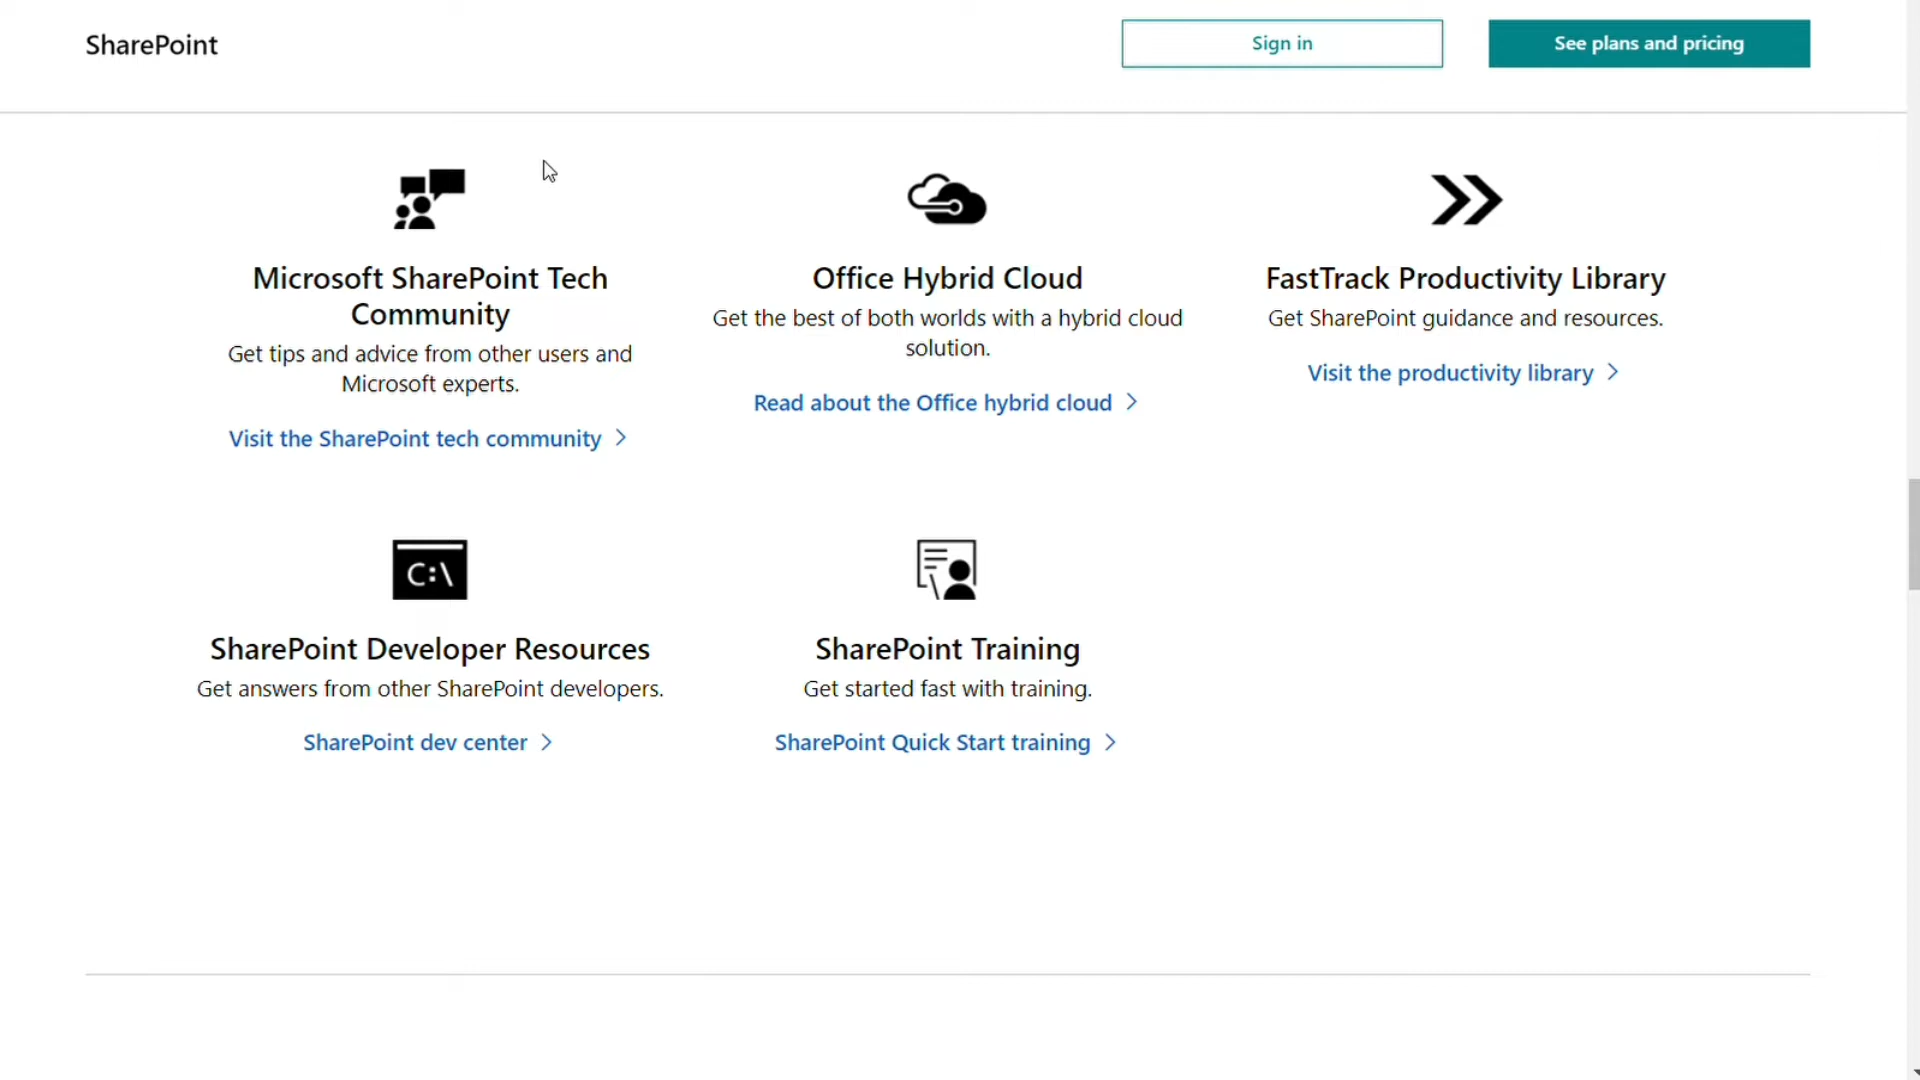 SharePoint
Sign in
See plans and pricing
Microsoft SharePoint Tech
Community
Get tips and advice from other users and
Microsoft experts.
Visit the SharePoint tech community
Office Hybrid Cloud
Get the best of both worlds with a hybrid cloud
solution.
Read about the Office hybrid cloud
FastTrack Productivity Library
Get SharePoint guidance and resources.
Visit the productivity library
C:\
SharePoint Developer Resources
Get answers from other SharePoint developers.
SharePoint dev center
SharePoint Training
Get started fast with training.
SharePoint Quick Start training